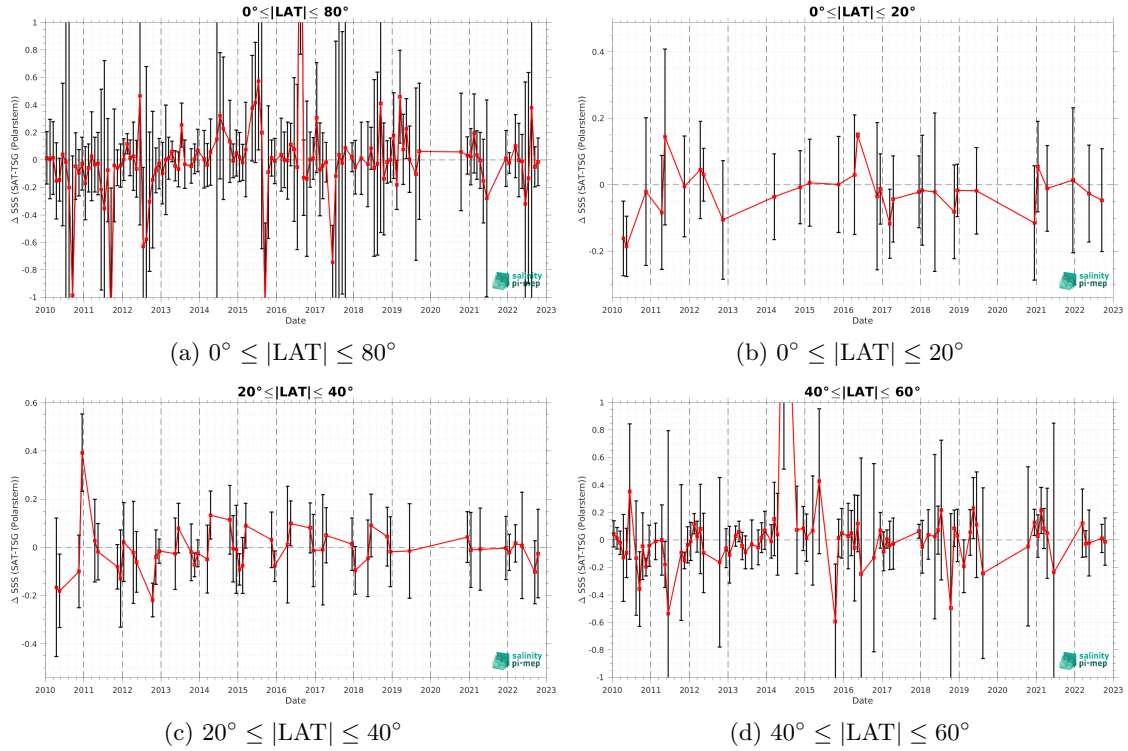 0°≤|LAT|≤ 80°
Δ SSS (SAT-TSG (Polarstern))
1
0.8
0.6
0.4
0.2
0
-0.2
-0.4
-0.6
-0.8
-1
2010 2011 2012 2013 2014 2015 2016 2017 2018 2019 2020 2021 2022 2023
Date
salinity
pi-mep
(a) 0° ≤ |LAT| ≤ 80°
0°≤|LAT|≤ 20°
Δ SSS (SAT-TSG (Polarstern))
0.4
0.2
0
-0.2
2010 2011 2012 2013 2014 2015 2016 2017 2018 2019 2020 2021 2022 2023
Date
salinity
pi-mep
(b) 0° ≤ |LAT| ≤ 20°
20°≤|LAT|≤ 40°
Δ SSS (SAT-TSG (Polarstern))
0.6
0.4
0.2
0
-0.2
-0.4
2010 2011 2012 2013 2014 2015 2016 2017 2018 2019 2020 2021 2022 2023
Date
salinity
pi-mep
(c) 20° ≤ |LAT| ≤ 40°
40°≤|LAT|≤ 60°
Δ SSS (SAT-TSG (Polarstern))
1
0.8
0.6
0.4
0.2
0
-0.2
-0.4
-0.6
-0.8
-1
2010 2011 2012 2013 2014 2015 2016 2017 2018 2019 2020 2021 2022 2023
Date
salinity
pi-mep
(d) 40° ≤ |LAT| ≤ 60°